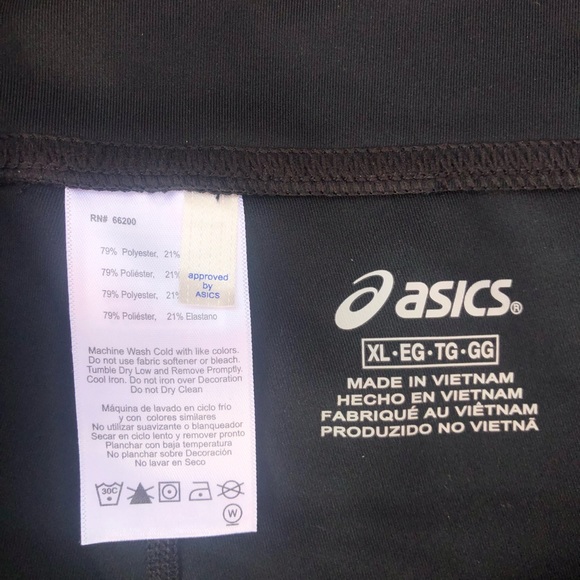 RN# 66200
79% Polyester, 21%
79% Poliéster, 21%
79% Polyester, 21%
79% Poliéster, 21% Elastano
approved
by
ASICS
Machine Wash Cold with like colors.
Do not use fabric softener or bleach.
Tumble Dry Low and Remove Promptly.
Cool Iron. Do not iron over Decoration
Do not Dry Clean
Máquina de lavado en ciclo frio
y con colores similares
No utilizar suavizante o blanqueador
Secar en ciclo lento y remover pronto
Planchar con baja temperatura
No planchar sobre Decoración
No lavar en Seco
30C
W
asics®
XL·EG·TG·GG
MADE IN VIETNAM
HECHO EN VIETNAM
FABRIQUÉ AU VIÊTNAM
PRODUZIDO NO VIETNÃ